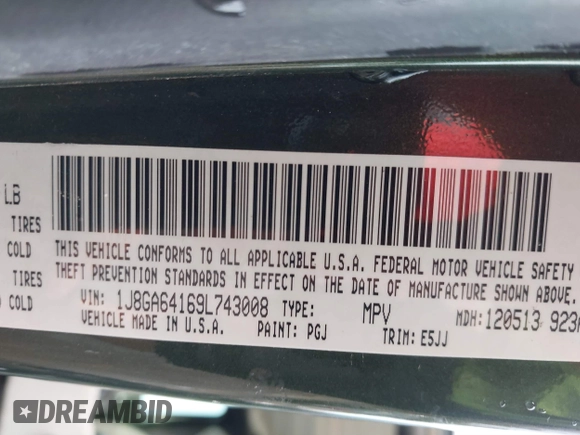 LB
TIRES
COLD
TIRES
COLD
THIS VEHICLE CONFORMS TO ALL APPLICABLE U.S.A. FEDERAL MOTOR VEHICLE SAFETY
THEFT PREVENTION STANDARDS IN EFFECT ON THE DATE OF MANUFACTURE SHOWN ABOVE.
VIN: 1J8GA64169L743008 TYPE: MPV MDH: 120513 923
VEHICLE MADE IN U.S.A. PAINT: PGJ TRIM: E5JJ
DREAMBID